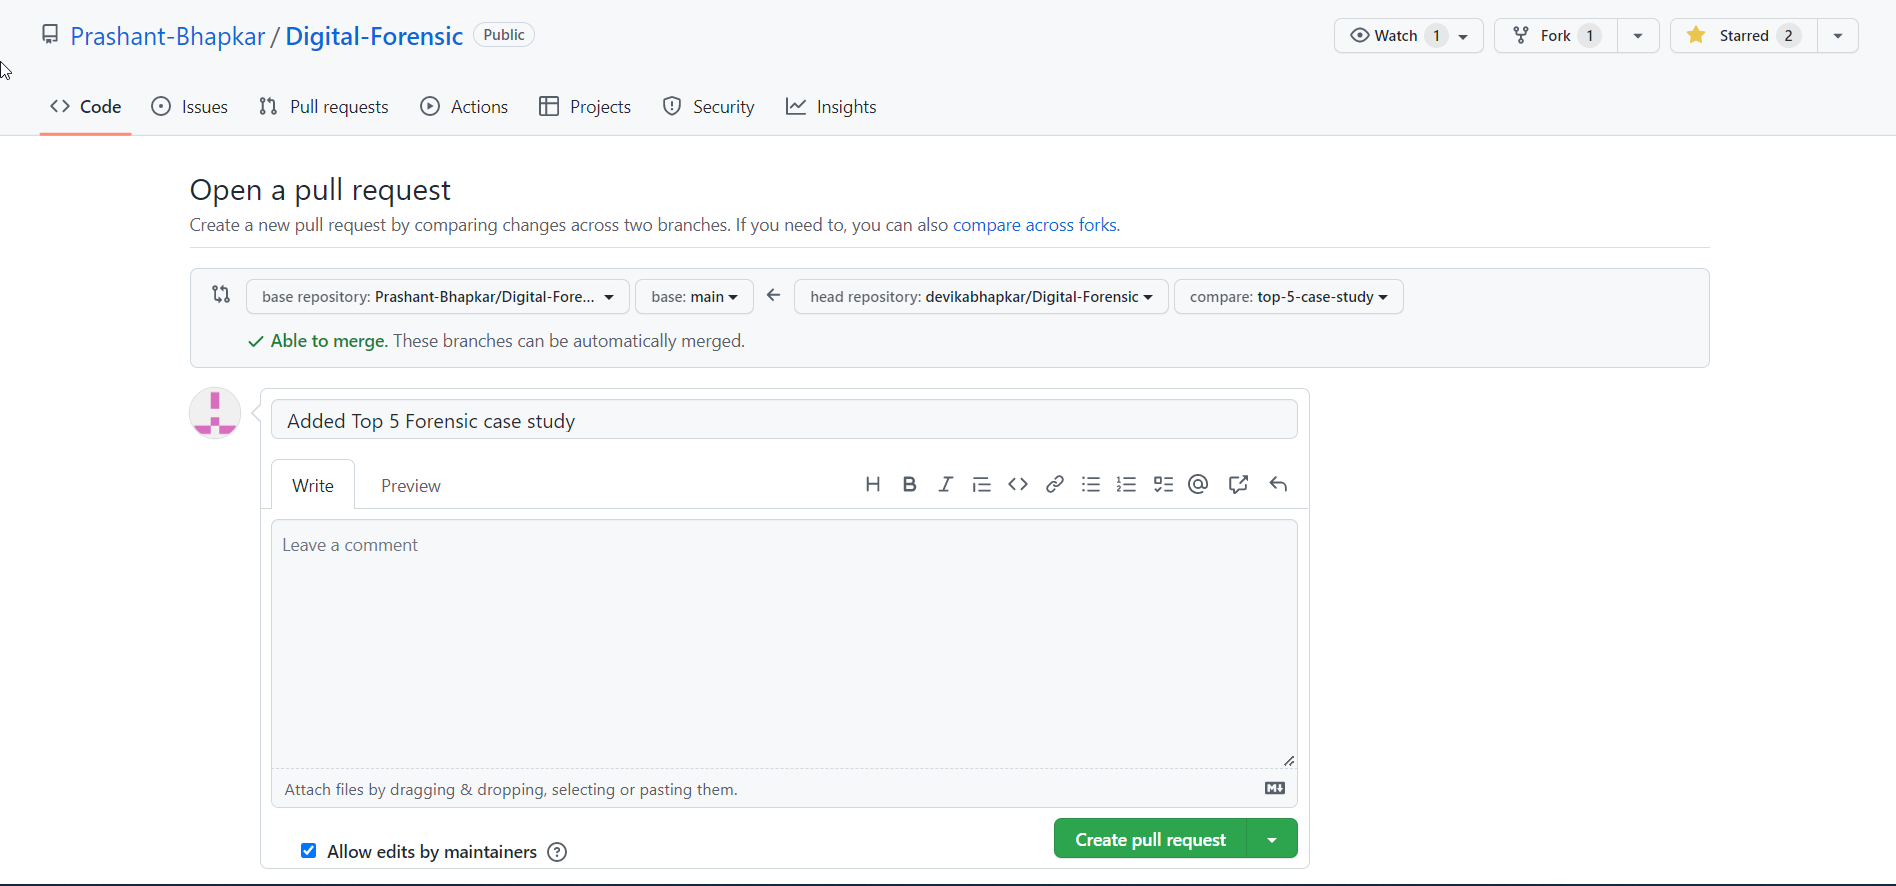 Prashant-Bhapkar / Digital-Forensic Public
Watch 1 Fork 1 Starred 2
Code Issues Pull requests Actions Projects Security Insights
Open a pull request
Create a new pull request by comparing changes across two branches. If you need to, you can also compare across forks.
base repository: Prashant-Bhapkar/Digital-Fore... base: main head repository: devikabhapkar/Digital-Forensic compare: top-5-case-study
Able to merge. These branches can be automatically merged.
Added Top 5 Forensic case study
Write Preview
Leave a comment
Attach files by dragging & dropping, selecting or pasting them.
Allow edits by maintainers
Create pull request